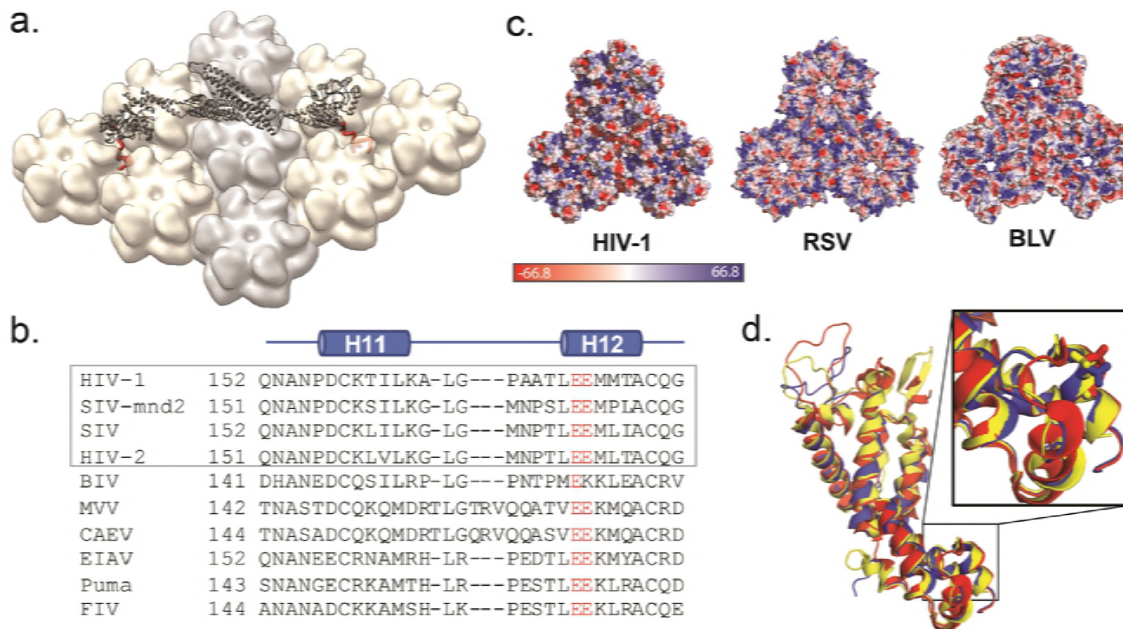 a.
c.
HIV-1
RSV
BLV
-66.8
66.8
b.
H11
H12
HIV-1 152 QNANPDCKTILKA-LG---PAATLEEMMTACQG
SIV-mnd2 151 QNANPDCKSILKG-LG---MNPSLEEMPLACQG
SIV 152 QNANPDCKLILKG-LG---MNPTLEEMLIACQG
HIV-2 151 QNANPDCKLVLKG-LG---MNPTLEEMLTACQG
BIV 141 DHANEDCQSILRP-LG---PNTPMEEKLEACRV
MVV 142 TNASTDCQKQMDRTLGTRVQQATVEEKMQACRD
CAEV 144 TNASADCQKQMDRTLGQRVQQASVEEKMQACRD
EIAV 152 QNANEECRNAMRH-LR---PEDTLEEKMYACRD
Puma 143 SNANGECRKAMTH-LR---PESTLEEKLRACQD
FIV 144 ANANADCKKAMSH-LK---PESTLEEKLRACQE
d.